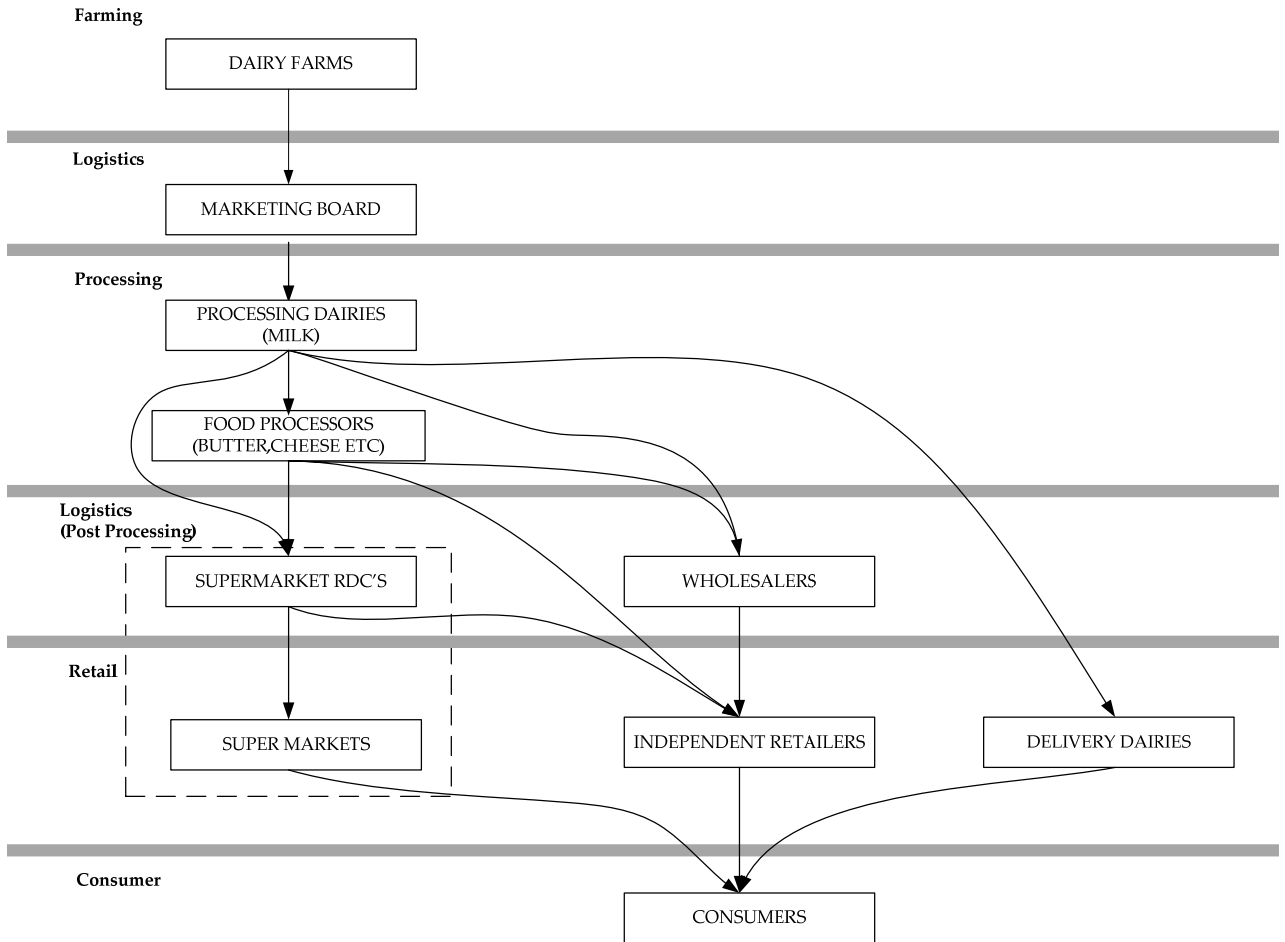 Farming
DAIRY FARMS
Logistics
MARKETING BOARD
Processing
PROCESSING DAIRIES
(MILK)
FOOD PROCESSORS
(BUTTER,CHEESE ETC)
Logistics
(Post Processing)
SUPERMARKET RDC'S
WHOLESALERS
Retail
SUPER MARKETS
INDEPENDENT RETAILERS
DELIVERY DAIRIES
Consumer
CONSUMERS